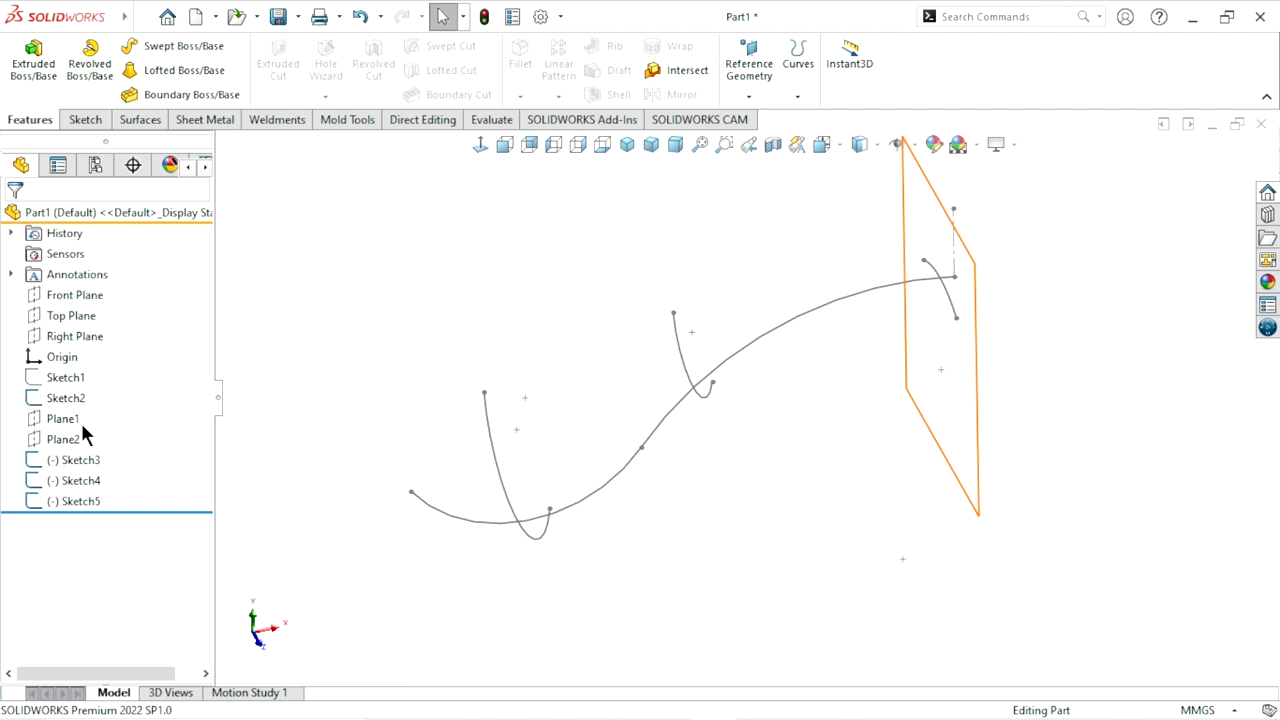 SOLIDWORKS
Part1 *
Search Commands
Extruded Boss/Base
Revolved Boss/Base
Swept Boss/Base
Lofted Boss/Base
Boundary Boss/Base
Extruded Cut
Hole Wizard
Revolved Cut
Swept Cut
Lofted Cut
Boundary Cut
Fillet
Linear Pattern
Rib
Draft
Shell
Wrap
Intersect
Mirror
Reference Geometry
Curves
Instant3D
Features
Sketch
Surfaces
Sheet Metal
Weldments
Mold Tools
Direct Editing
Evaluate
SOLIDWORKS Add-Ins
SOLIDWORKS CAM
Part1 (Default) <<Default>_Display Sta
History
Sensors
Annotations
Front Plane
Top Plane
Right Plane
Origin
Sketch1
Sketch2
Plane1
Plane2
(-) Sketch3
(-) Sketch4
(-) Sketch5
Y
X
Z
Model
3D Views
Motion Study 1
SOLIDWORKS Premium 2022 SP1.0
Editing Part
MMGS